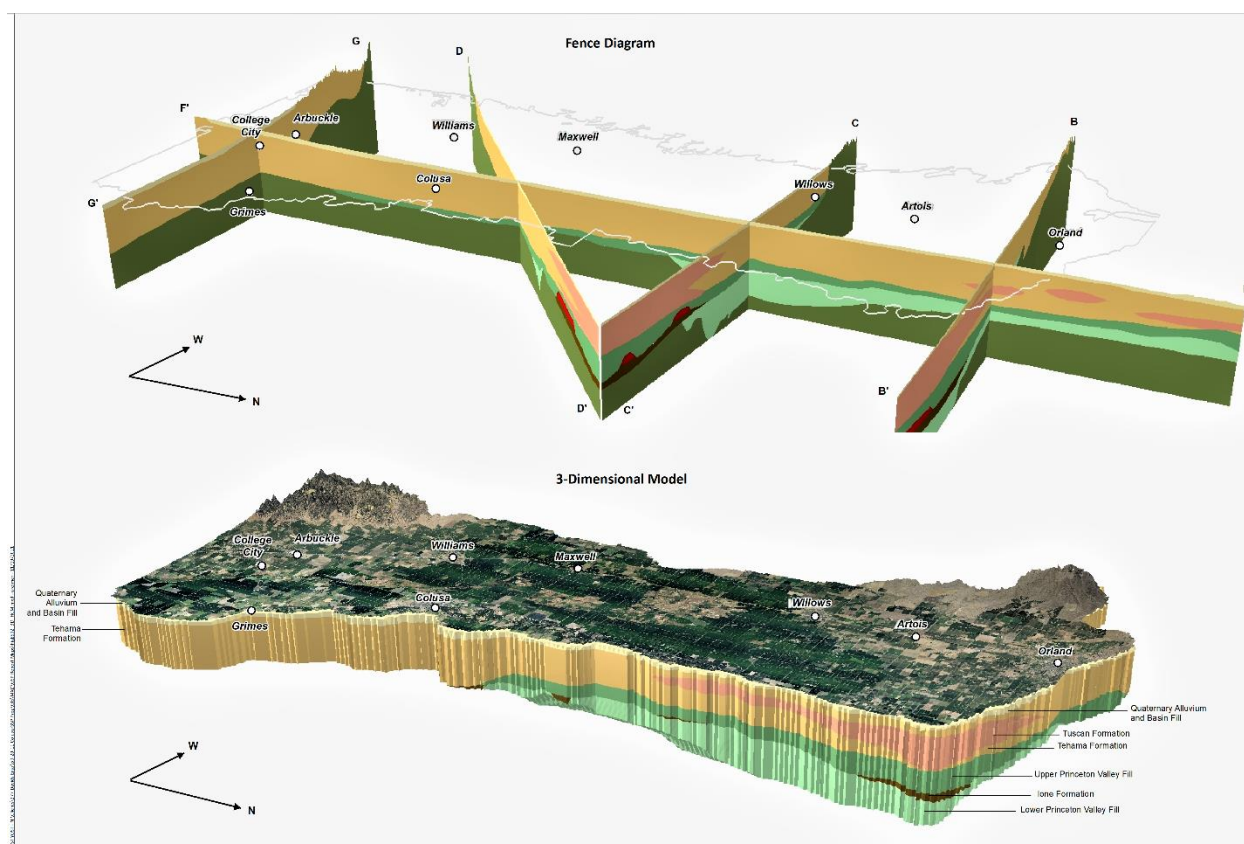 Fence Diagram
G
D
C
B
F'
College
City
Arbuckle
Williams
Maxwell
Colusa
Willows
Artois
Orland
G'
Grimes
W
N
D'
C'
B'
3-Dimensional Model
College
City
Arbuckle
Williams
Maxwell
Quaternary
Alluvium
and Basin Fill
Tehama
Formation
Grimes
Colusa
Willows
Artois
Orland
Quaternary Alluvium
and Basin Fill
Tuscan Formation
Tehama Formation
Upper Princeton Valley Fill
Ione Formation
Lower Princeton Valley Fill
W
N